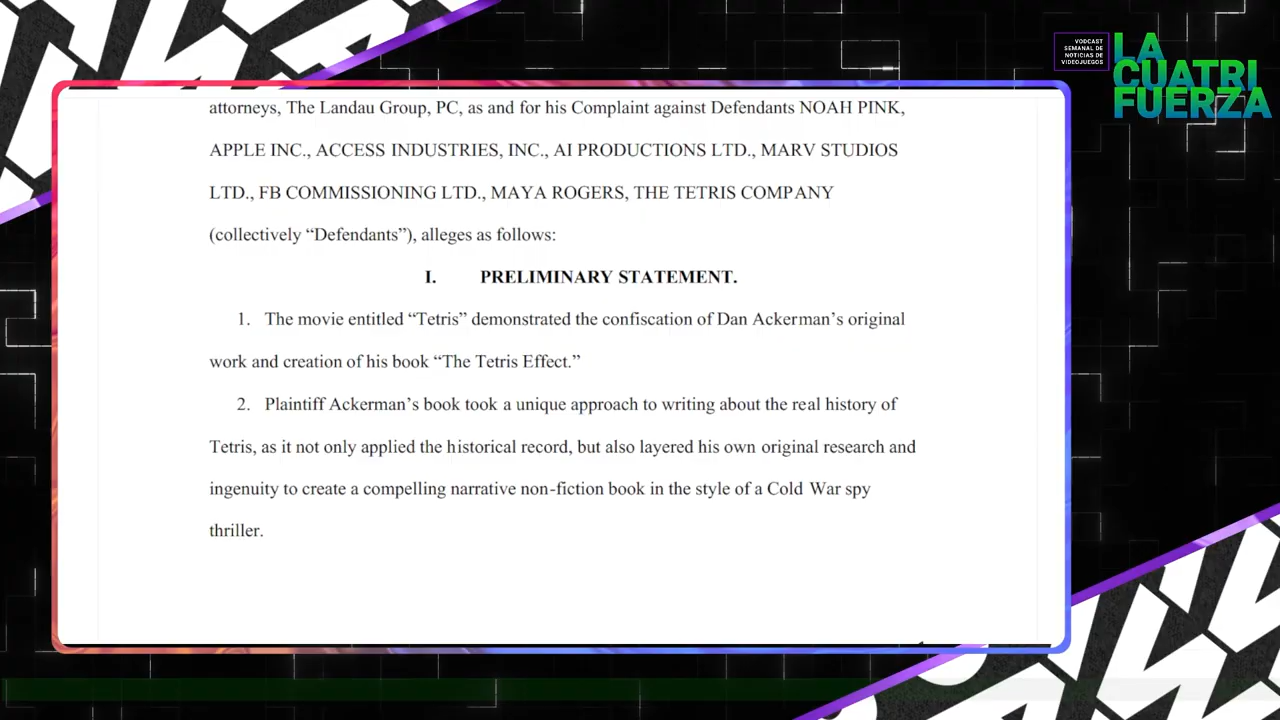 VODCAST
SEMANAL DE
NOTICIAS DE
VIDEOJUEGOS
LA
CUATRI
FUERZA
attorneys, The Landau Group, PC, as and for his Complaint against Defendants NOAH PINK,
APPLE INC., ACCESS INDUSTRIES, INC., AI PRODUCTIONS LTD., MARV STUDIOS
LTD., FB COMMISSIONING LTD., MAYA ROGERS, THE TETRIS COMPANY
(collectively “Defendants”), alleges as follows:
I. PRELIMINARY STATEMENT.
1. The movie entitled “Tetris” demonstrated the confiscation of Dan Ackerman’s original
work and creation of his book “The Tetris Effect.”
2. Plaintiff Ackerman’s book took a unique approach to writing about the real history of
Tetris, as it not only applied the historical record, but also layered his own original research and
ingenuity to create a compelling narrative non-fiction book in the style of a Cold War spy
thriller.